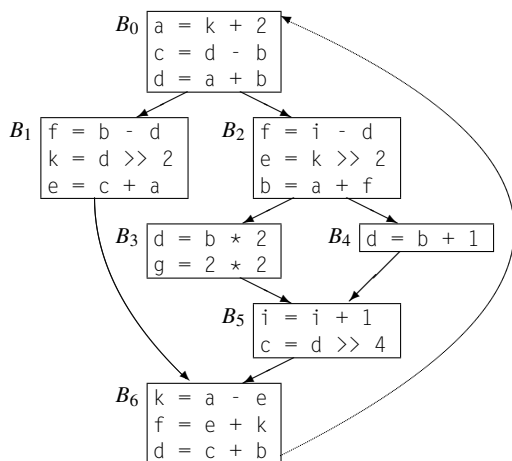 B0
a = k + 2
c = d - b
d = a + b
B1
f = b - d
k = d >> 2
e = c + a
B2
f = i - d
e = k >> 2
b = a + f
B3
d = b * 2
g = 2 * 2
B4
d = b + 1
B5
i = i + 1
c = d >> 4
B6
k = a - e
f = e + k
d = c + b